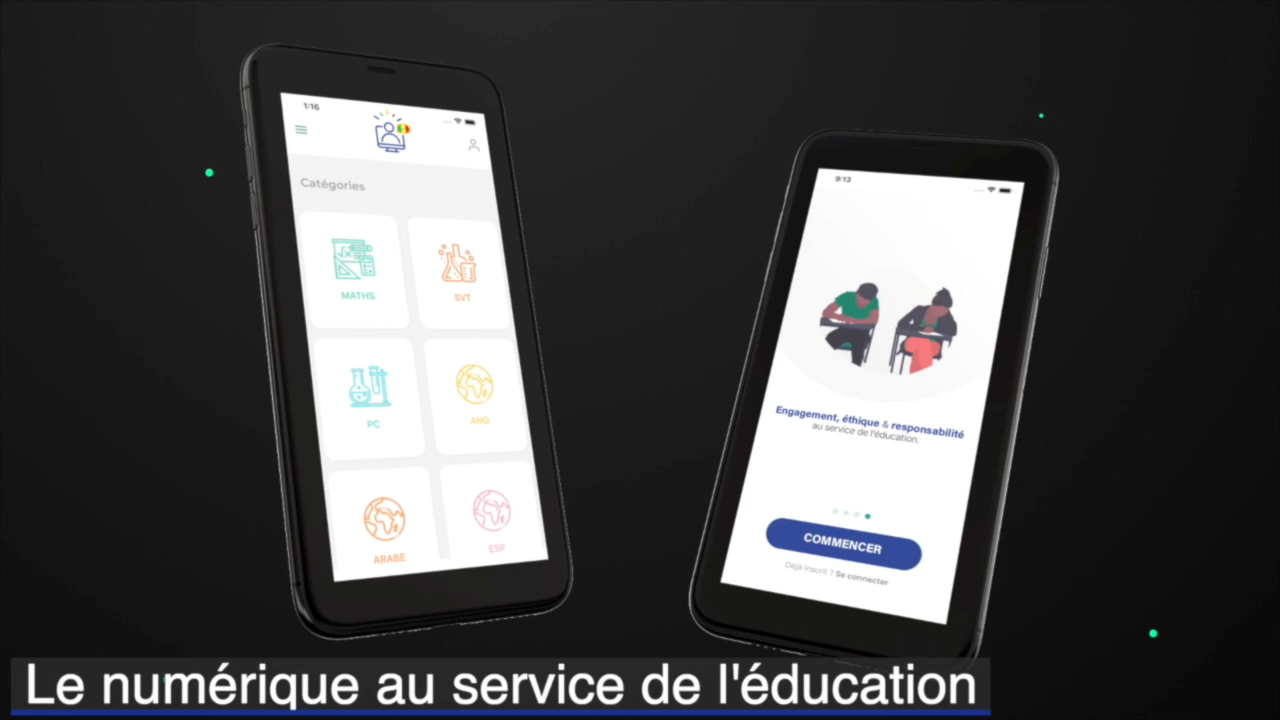 1:16
Catégories
MATHS
SVT
PC
ANG
ARABE
ESP
9:13
Engagement, éthique & responsabilité
au service de l'éducation.
COMMENCER
Déjà inscrit ? Se connecter
Le numérique au service de l'éducation